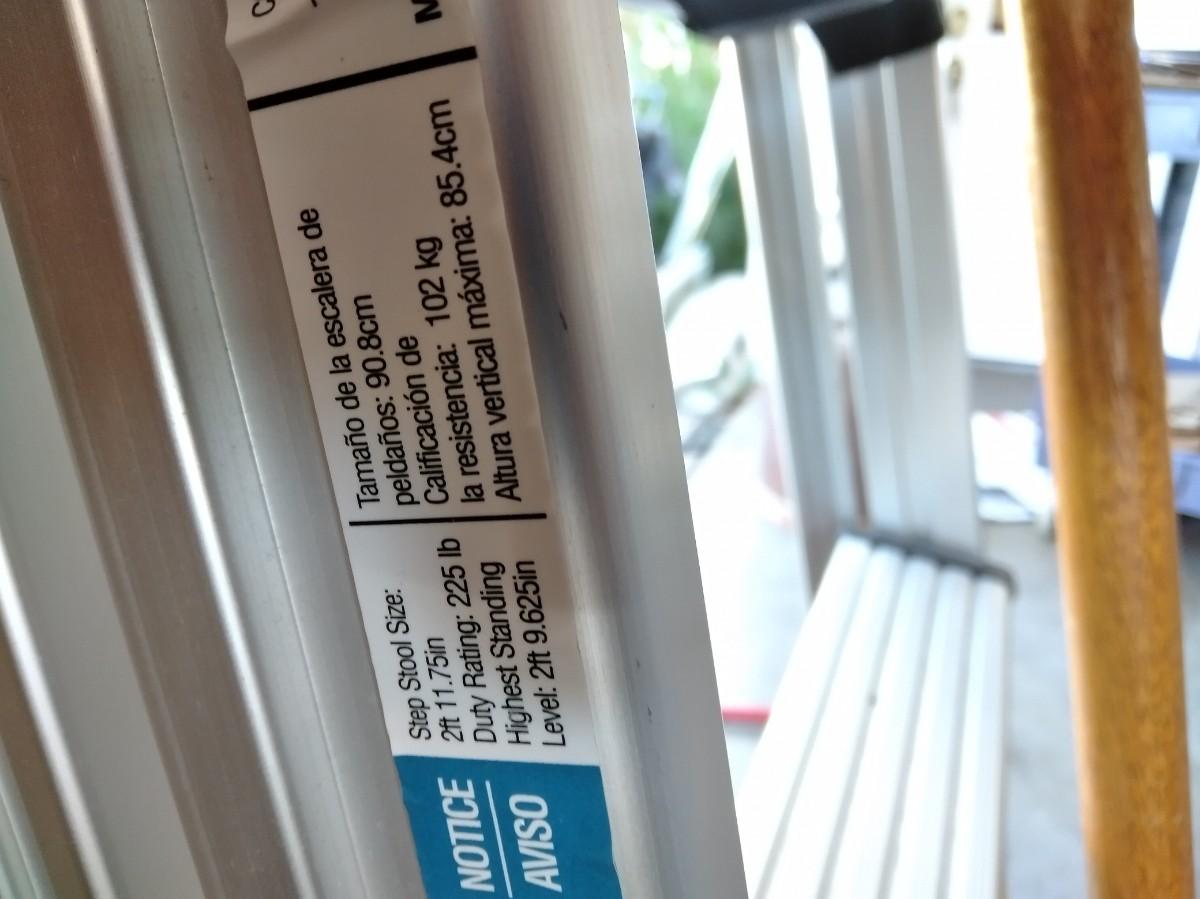 NOTICE
AVISO
Step Stool Size:
2ft 11.75in
Duty Rating: 225 lb
Highest Standing
Level: 2ft 9.625in
Tamaño de la escalera de
peldaños: 90.8cm
Calificación de
la resistencia: 102 kg
Altura vertical máxima: 85.4cm